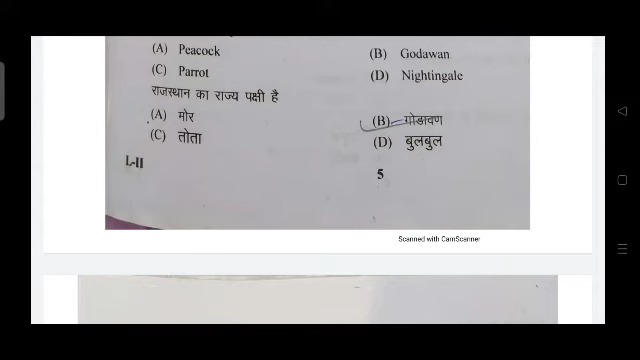 (A) Peacock (B) Godawan
(C) Parrot (D) Nightingale
राजस्थान का राज्य पक्षी है
(A) मोर (B) गोडावण
(C) तोता (D) बुलबुल
L-II
5
Scanned with CamScanner